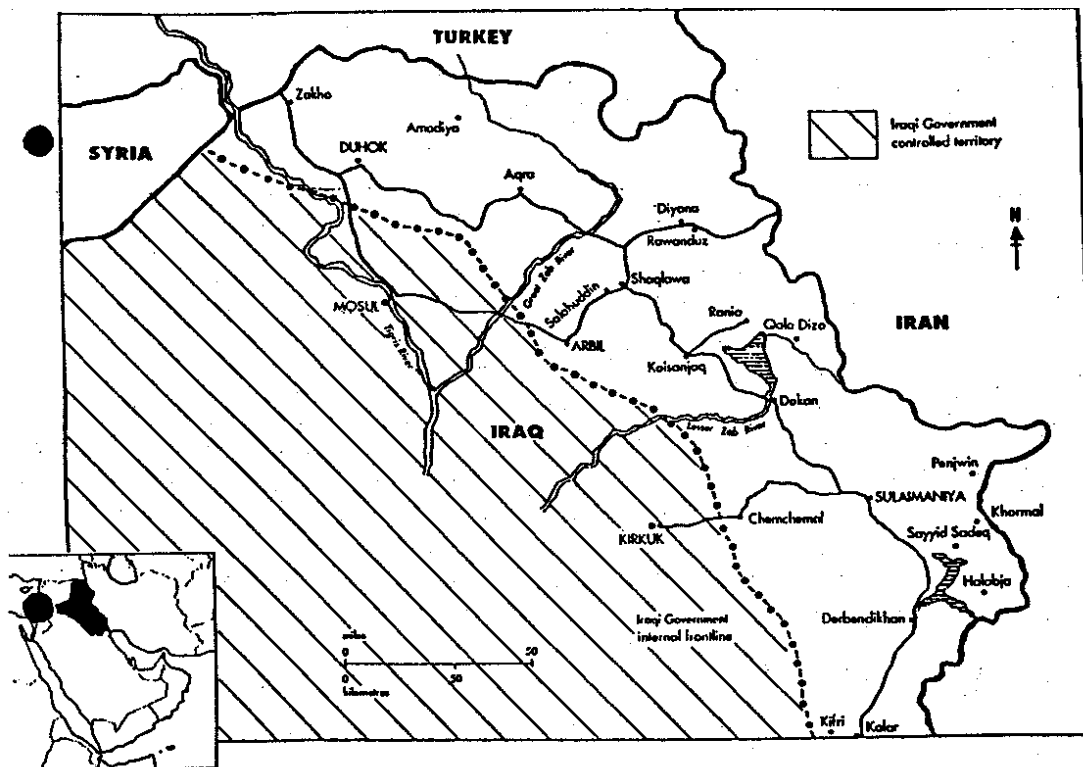 TURKEY
Zakho
Amadiya
Iraqi Government
controlled territory
SYRIA
DUHOK
Aqra
Diyana
Rawanduz
N
Great Zab River
Shaqlawa
Salahuddin
MOSUL
Tigris River
Rania
Qala Diza
IRAN
ARBIL
Koisanjaq
Dokan
IRAQ
Lesser Zab River
Penjwin
SULAIMANIYA
Khormal
Chemchemal
KIRKUK
Sayyid Sadeq
Halabja
Iraqi Government
internal frontline
Derbendikhan
miles
0 50
0 50
kilometres
Kifri
Kalar